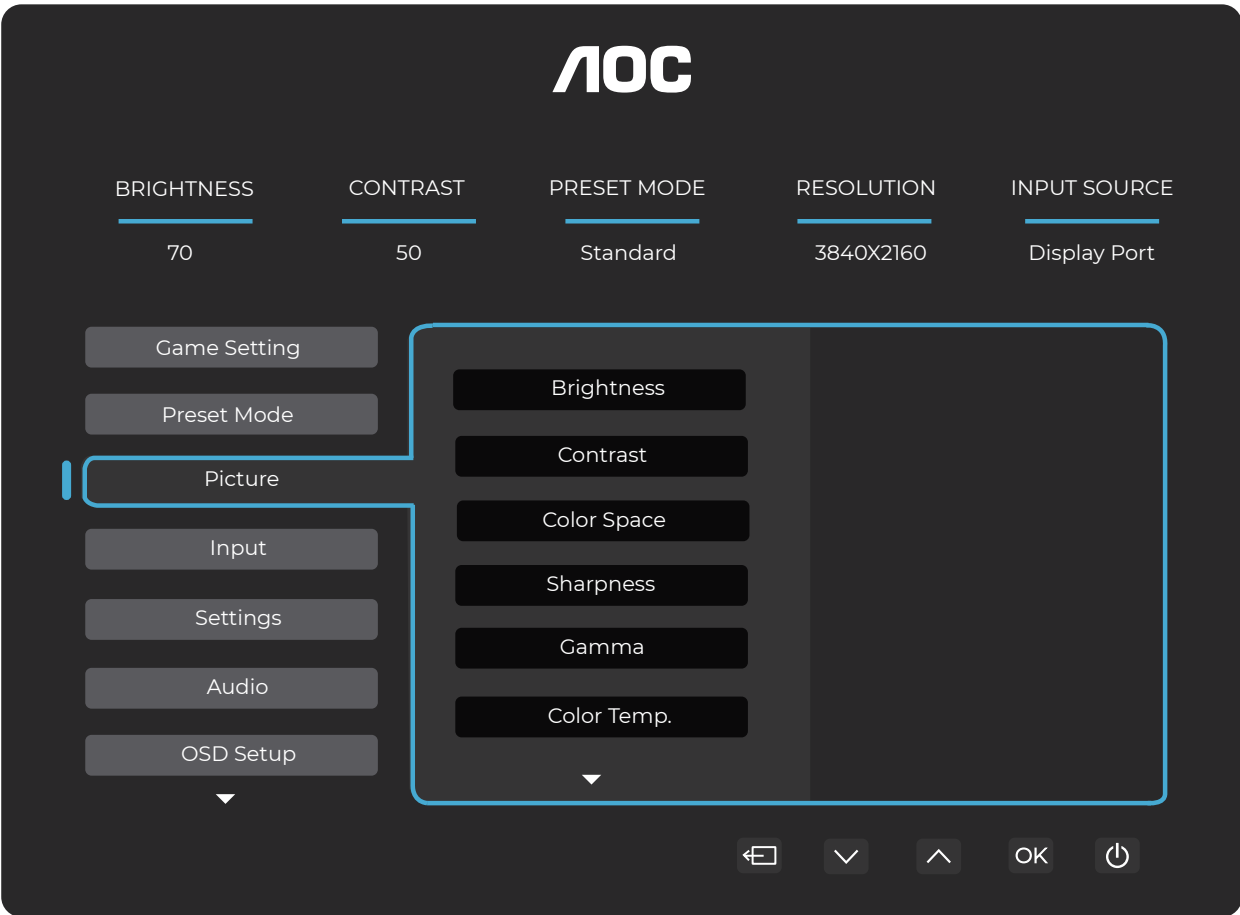 AOC
BRIGHTNESS CONTRAST PRESET MODE RESOLUTION INPUT SOURCE
70 50 Standard 3840X2160 Display Port
Game Setting
Preset Mode
Picture
Input
Settings
Audio
OSD Setup
Brightness
Contrast
Color Space
Sharpness
Gamma
Color Temp.
OK